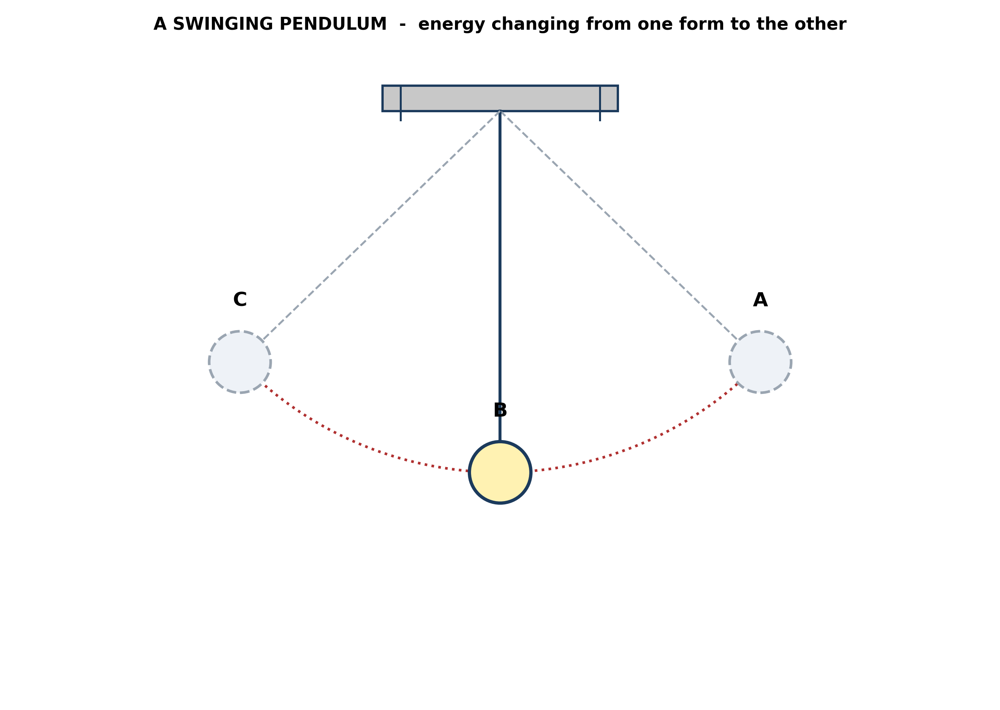 A SWINGING PENDULUM - energy changing from one form to the other
C
A
B